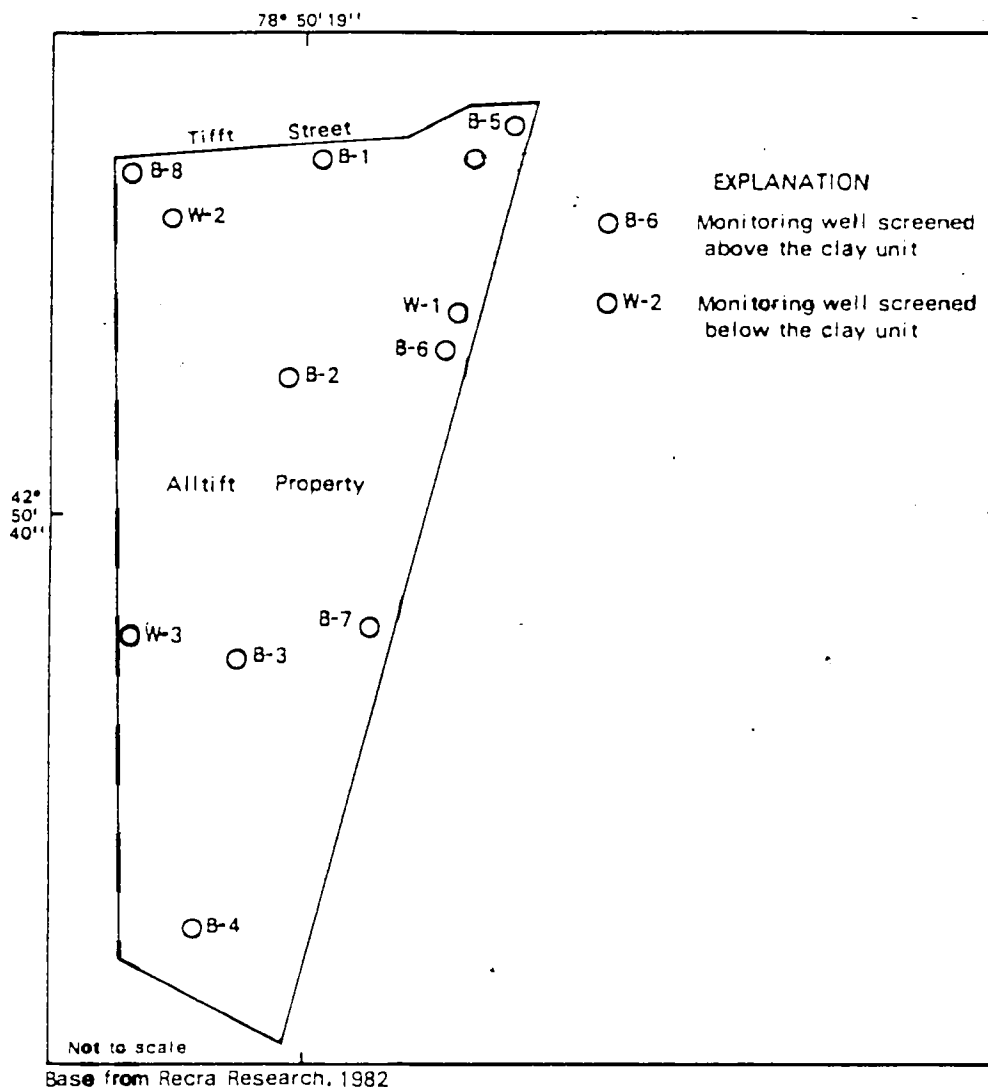 78° 50' 19''
Tifft Street
B-5
B-1
B-8
W-2
EXPLANATION
B-6 Monitoring well screened
above the clay unit
W-1
W-2 Monitoring well screened
below the clay unit
B-6
B-2
Alltift Property
42°
50'
40''
B-7
W-3
B-3
B-4
Not to scale
Base from Recra Research, 1982